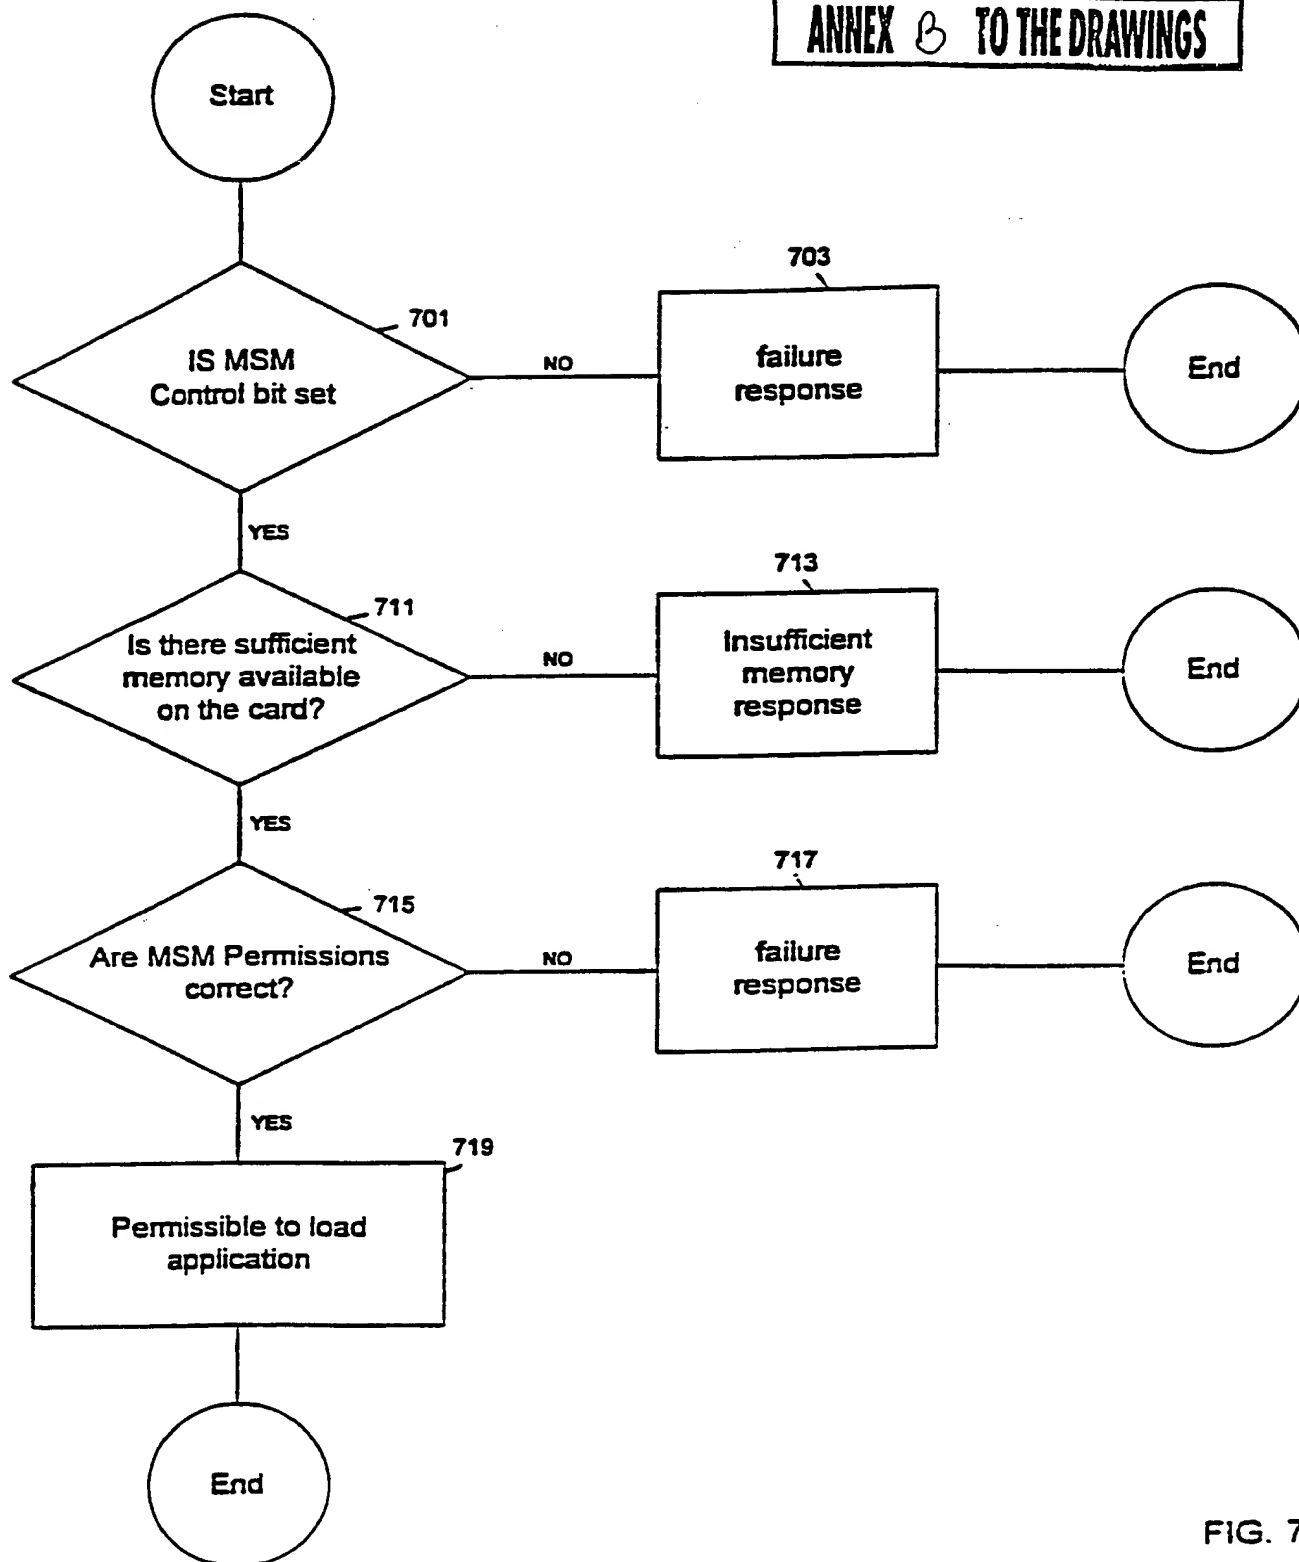 ANNEX B TO THE DRAWINGS
Start
701
IS MSM
Control bit set
NO
703
failure
response
End
YES
711
Is there sufficient
memory available
on the card?
NO
713
Insufficient
memory
response
End
YES
715
Are MSM Permissions
correct?
NO
717
failure
response
End
YES
719
Permissible to load
application
End
FIG. 7